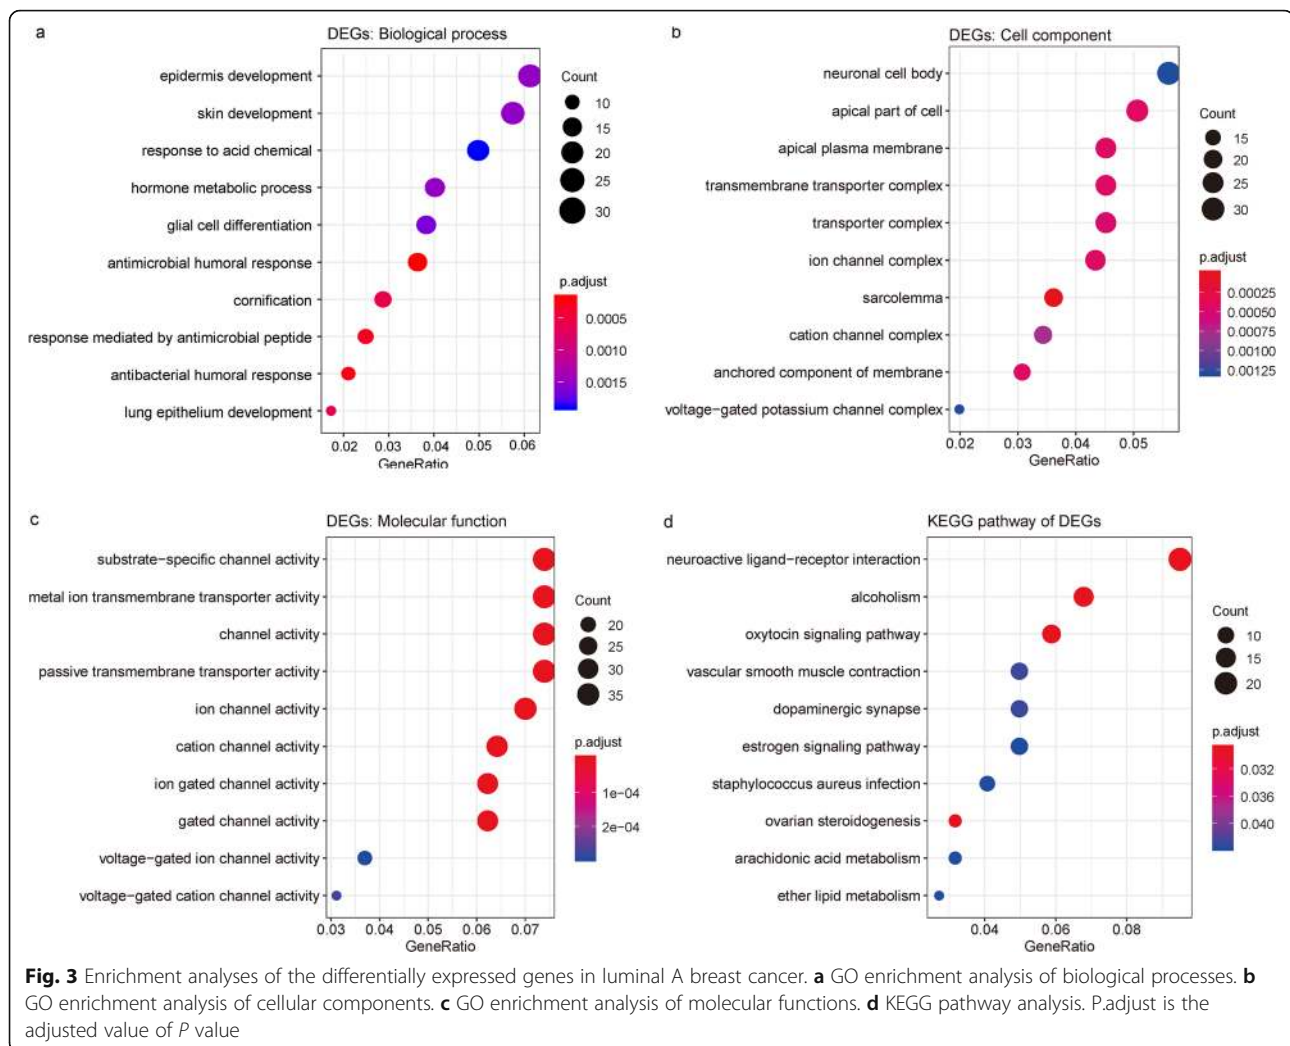 a
DEGs: Biological process
epidermis development
skin development
response to acid chemical
hormone metabolic process
glial cell differentiation
antimicrobial humoral response
cornification
response mediated by antimicrobial peptide
antibacterial humoral response
lung epithelium development
0.02 0.03 0.04 0.05 0.06
GeneRatio
Count
10
15
20
25
30
p.adjust
0.0005
0.0010
0.0015
b
DEGs: Cell component
neuronal cell body
apical part of cell
apical plasma membrane
transmembrane transporter complex
transporter complex
ion channel complex
sarcolemma
cation channel complex
anchored component of membrane
voltage-gated potassium channel complex
0.02 0.03 0.04 0.05
GeneRatio
Count
15
20
25
30
p.adjust
0.00025
0.00050
0.00075
0.00100
0.00125
c
DEGs: Molecular function
substrate−specific channel activity
metal ion transmembrane transporter activity
channel activity
passive transmembrane transporter activity
ion channel activity
cation channel activity
ion gated channel activity
gated channel activity
voltage−gated ion channel activity
voltage−gated cation channel activity
0.03 0.04 0.05 0.06 0.07
GeneRatio
Count
20
25
30
35
p.adjust
1e−04
2e−04
d
KEGG pathway of DEGs
neuroactive ligand−receptor interaction
alcoholism
oxytocin signaling pathway
vascular smooth muscle contraction
dopaminergic synapse
estrogen signaling pathway
staphylococcus aureus infection
ovarian steroidogenesis
arachidonic acid metabolism
ether lipid metabolism
0.04 0.06 0.08
GeneRatio
Count
10
15
20
p.adjust
0.032
0.036
0.040
Fig. 3 Enrichment analyses of the differentially expressed genes in luminal A breast cancer. a GO enrichment analysis of biological processes. b
GO enrichment analysis of cellular components. c GO enrichment analysis of molecular functions. d KEGG pathway analysis. P.adjust is the
adjusted value of P value